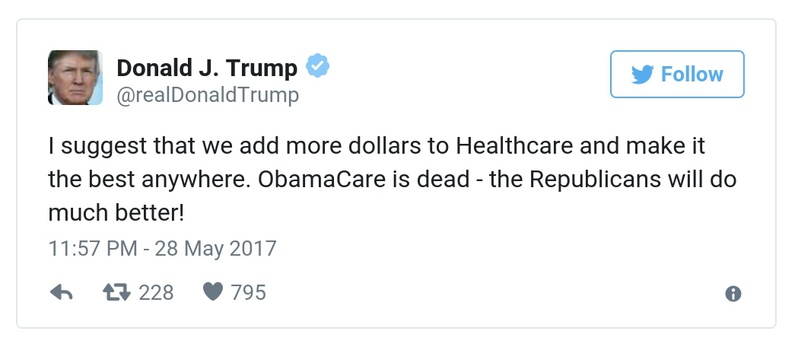 Donald J. Trump
Follow
@realDonaldTrump
I suggest that we add more dollars to Healthcare and make it
the best anywhere. ObamaCare is dead - the Republicans will do
much better!
11:57 PM - 28 May 2017
228 795